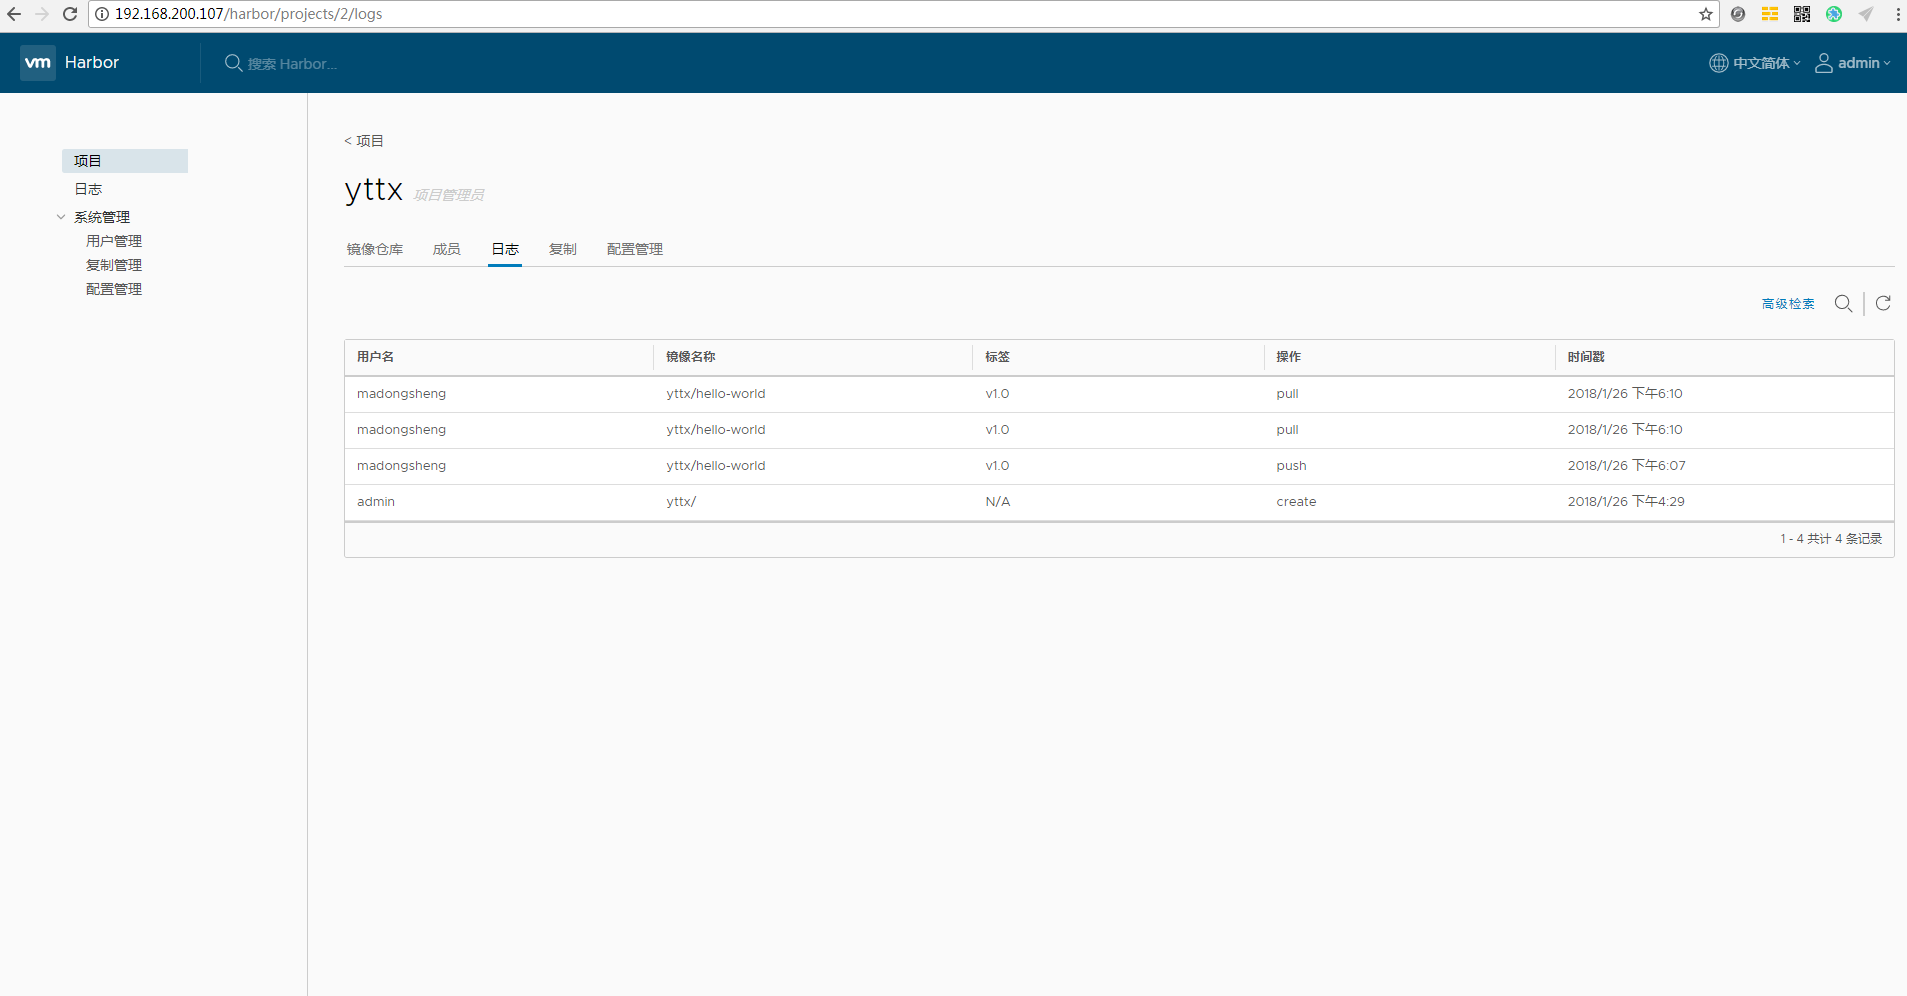 192.168.200.107/harbor/projects/2/logs
vm Harbor 搜索 Harbor... 中文简体 admin
项目
日志
系统管理
用户管理
复制管理
配置管理
< 项目
yttx 项目管理员
镜像仓库 成员 日志 复制 配置管理
高级检索
用户名 镜像名称 标签 操作 时间戳
madongsheng yttx/hello-world v1.0 pull 2018/1/26 下午6:10
madongsheng yttx/hello-world v1.0 pull 2018/1/26 下午6:10
madongsheng yttx/hello-world v1.0 push 2018/1/26 下午6:07
admin yttx/ N/A create 2018/1/26 下午4:29
1 - 4 共计 4 条记录